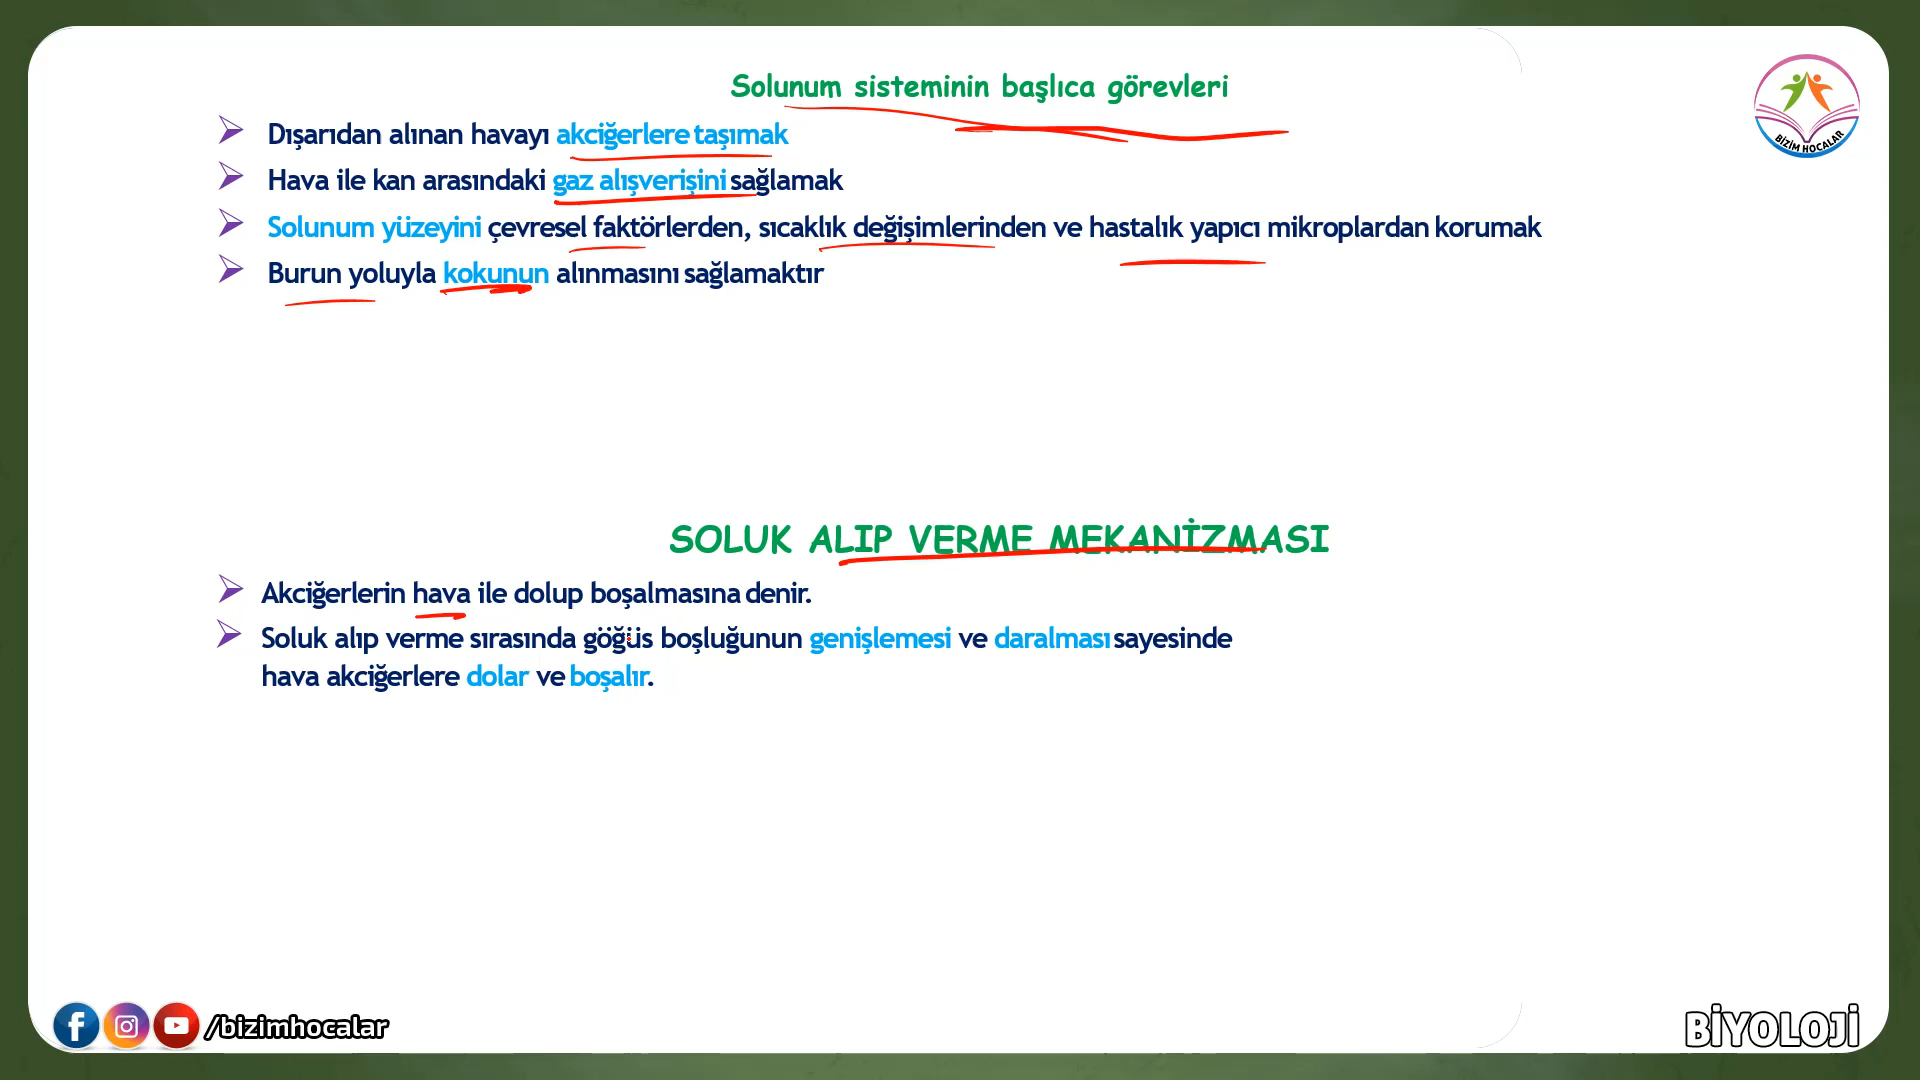 Solunum sisteminin başlıca görevleri
Dışarıdan alınan havayı akciğerlere taşımak
Hava ile kan arasındaki gaz alışverişini sağlamak
Solunum yüzeyini çevresel faktörlerden, sıcaklık değişimlerinden ve hastalık yapıcı mikroplardan korumak
Burun yoluyla kokunun alınmasını sağlamaktır
BİZİM HOCALAR
SOLUK ALIP VERME MEKANİZMASI
Akciğerlerin hava ile dolup boşalmasına denir.
Soluk alıp verme sırasında göğüs boşluğunun genişlemesi ve daralması sayesinde
hava akciğerlere dolar ve boşalır.
/bizimhocalar
BİYOLOJİ